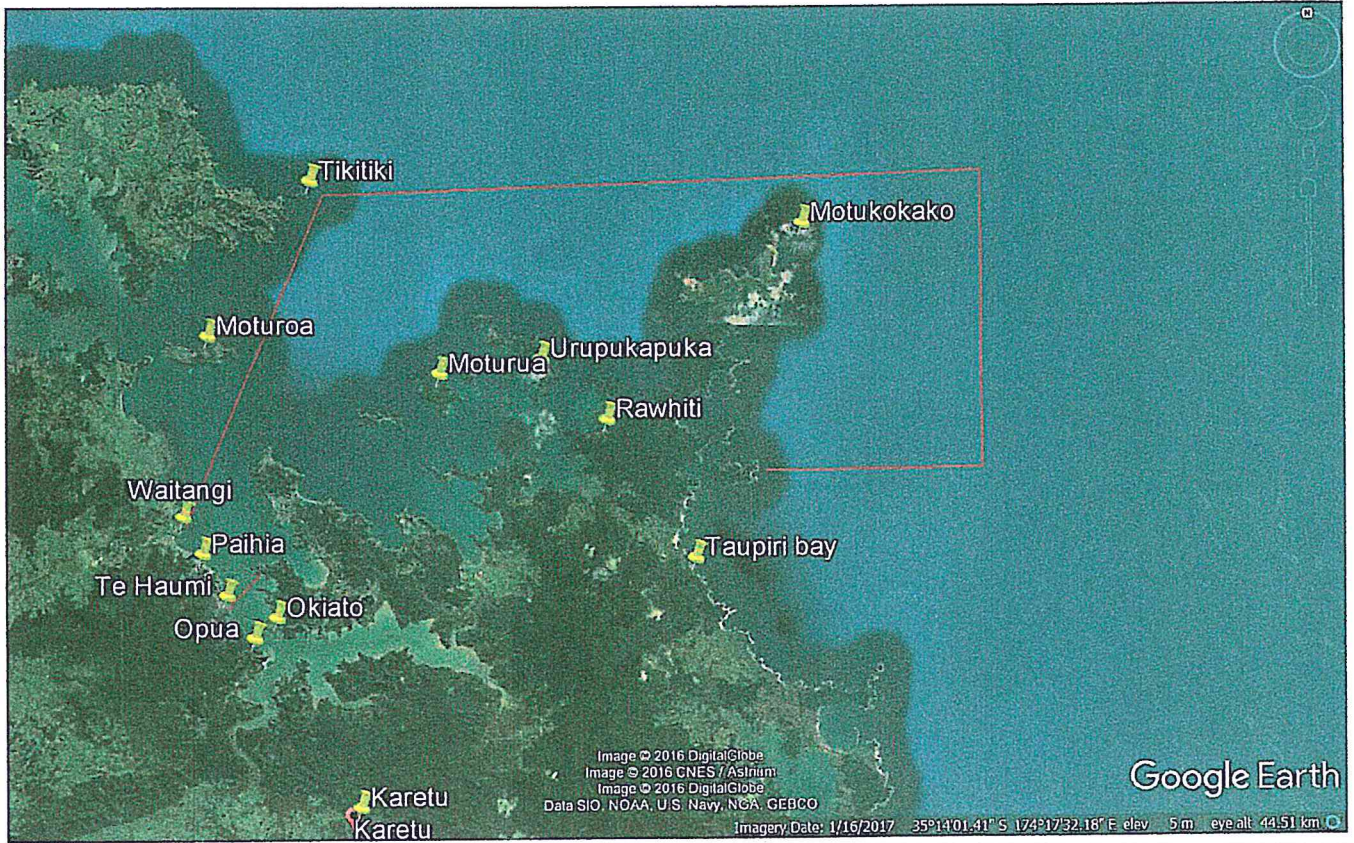 N
Tikitiki
Motukokako
Moturoa
Urupukapuka
Moturua
Rawhiti
Waitangi
Paihia
Taupiri bay
Te Haumi
Okiato
Opua
Karetu
Karetu
Image © 2016 DigitalGlobe
Image © 2016 CNES / Astrium
Image © 2016 DigitalGlobe
Data SIO, NOAA, U.S. Navy, NGA, GEBCO
Google Earth
Imagery Date: 1/16/2017 35°14'01.41" S 174°17'32.18" E elev 5 m eye alt 44.51 km